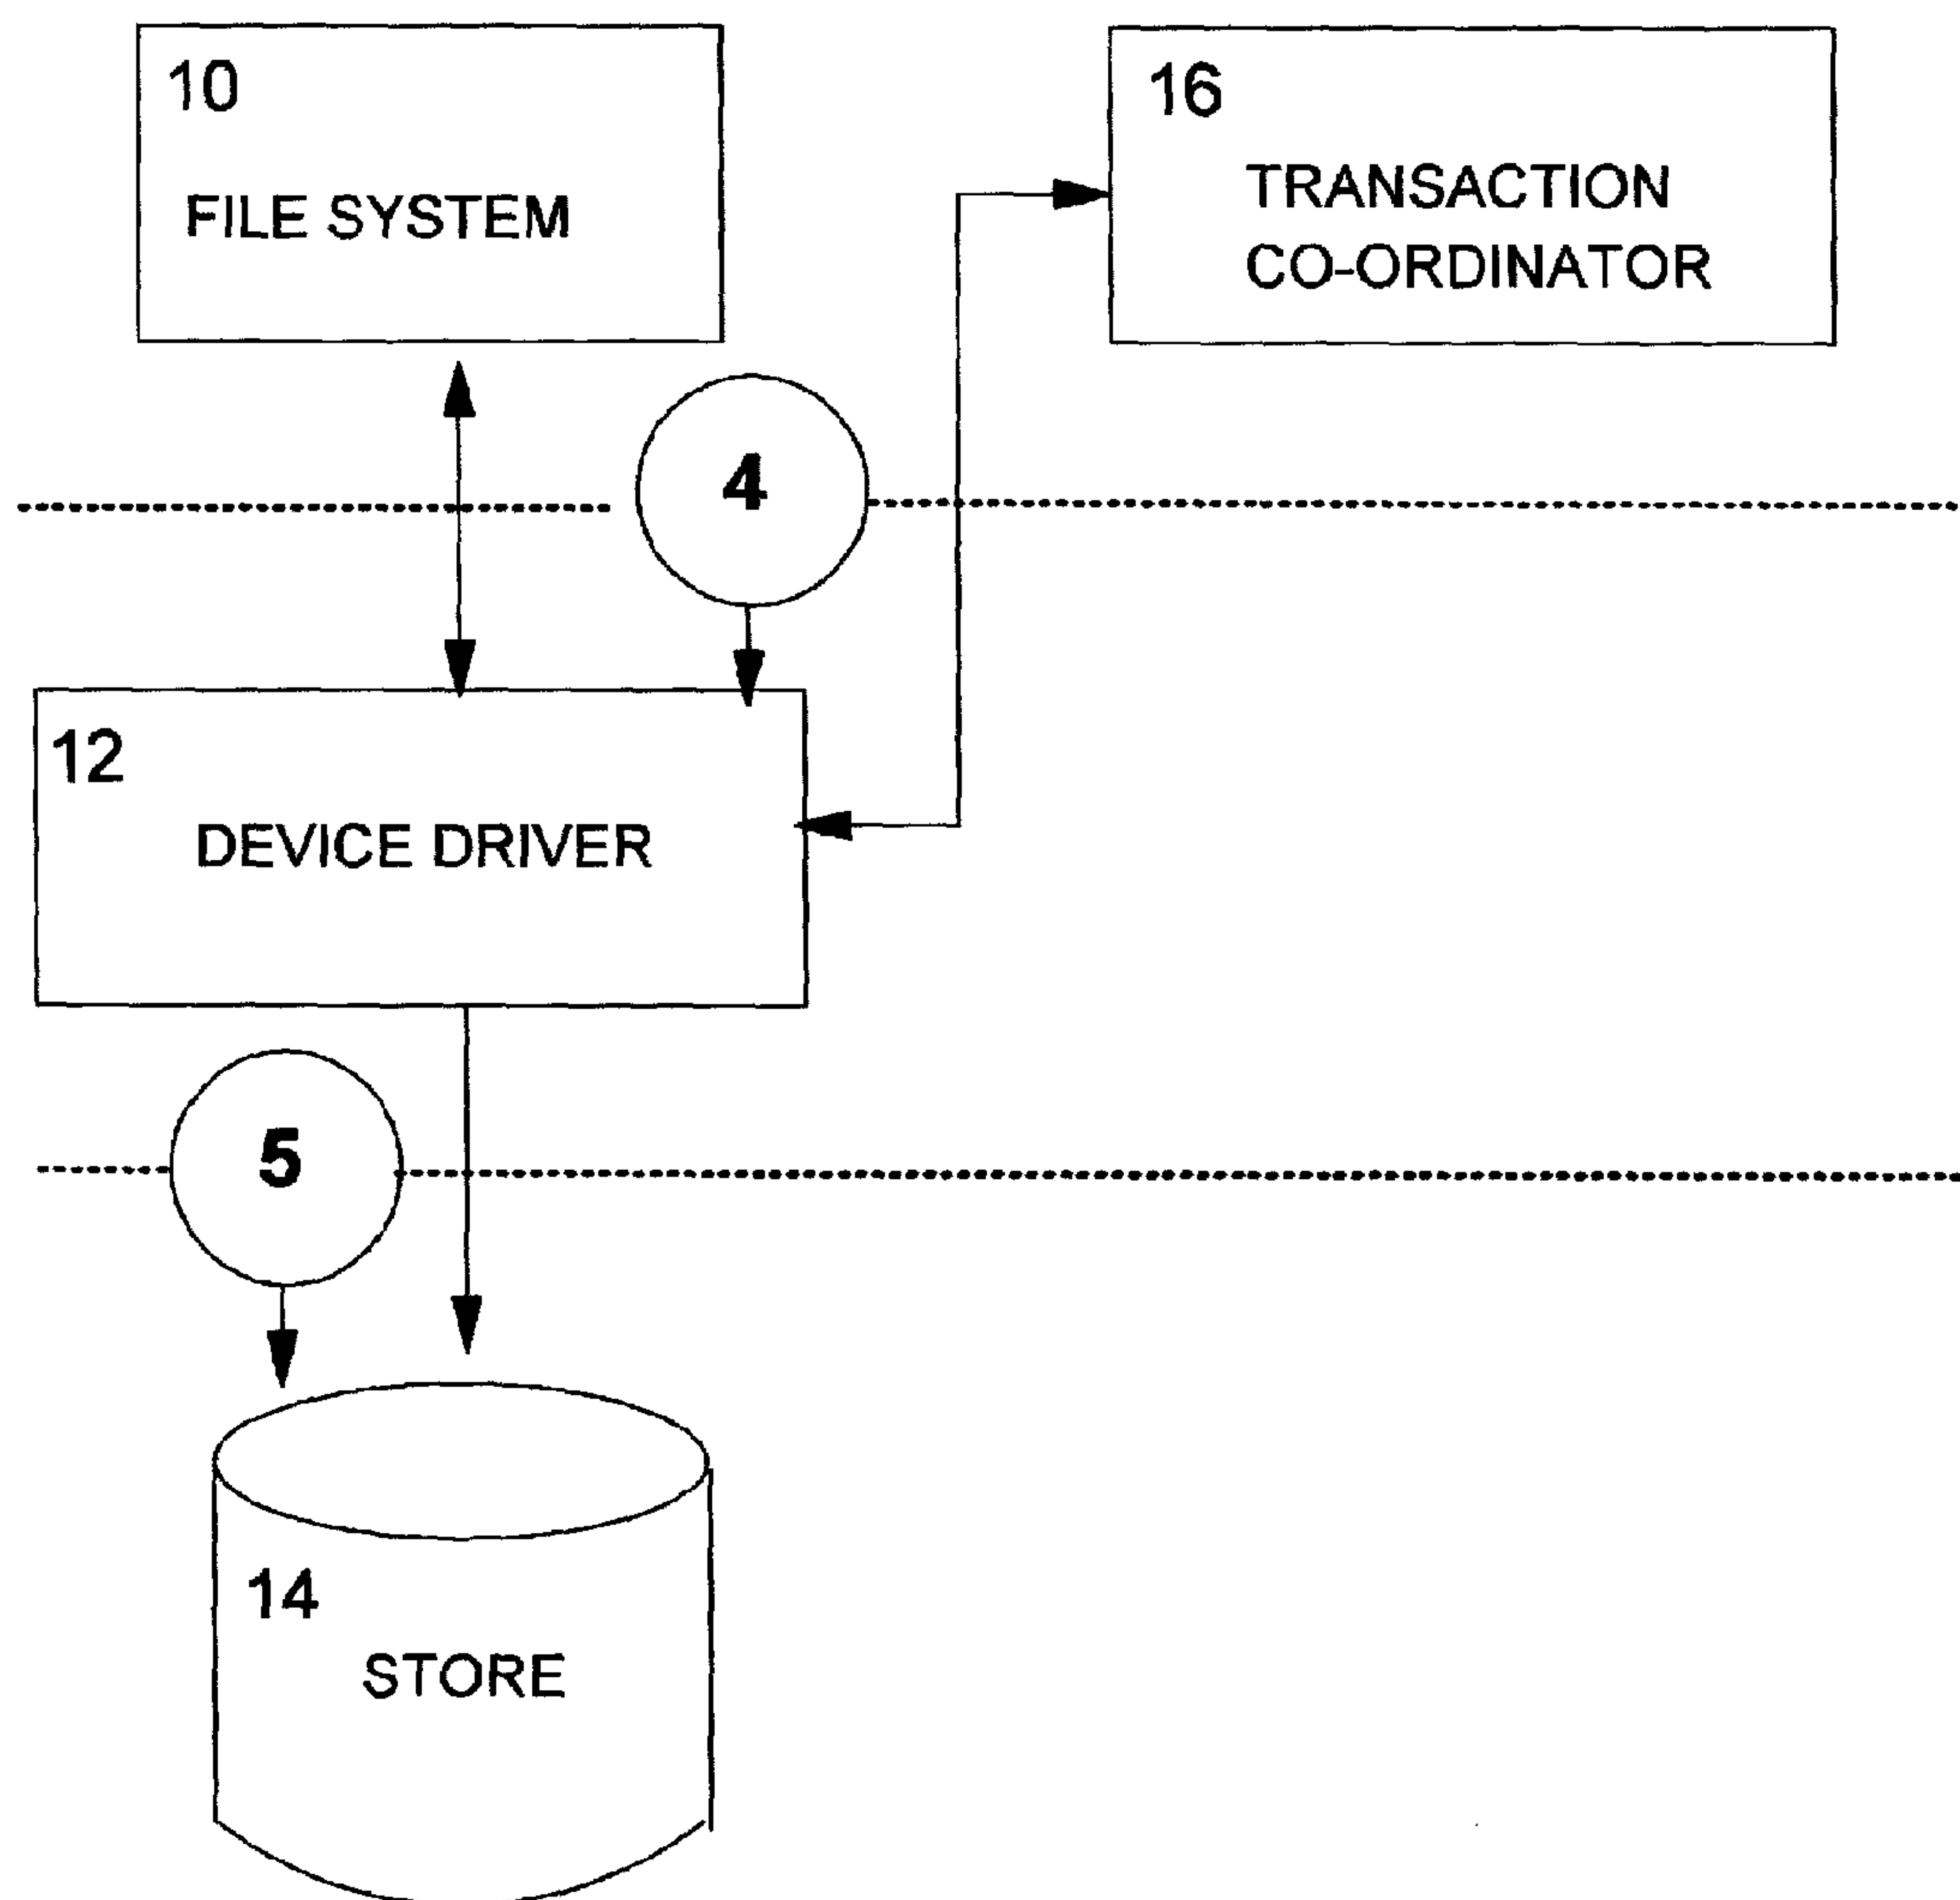 10
FILE SYSTEM
16
TRANSACTION
CO-ORDINATOR
4
12
DEVICE DRIVER
5
14
STORE